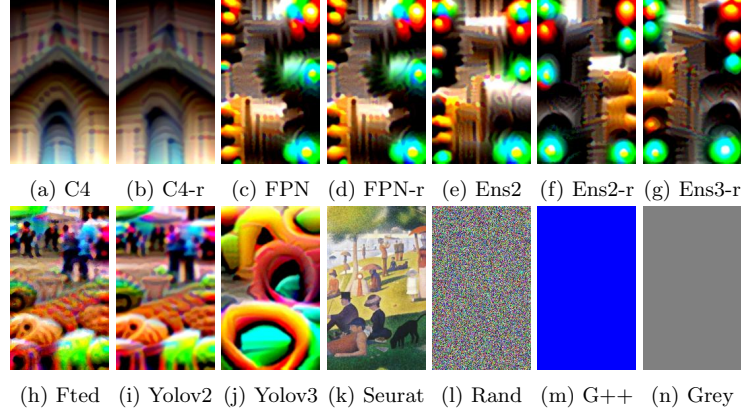 (a) C4 (b) C4-r (c) FPN (d) FPN-r (e) Ens2 (f) Ens2-r (g) Ens3-r
(h) Fted (i) Yolov2 (j) Yolov3 (k) Seurat (l) Rand (m) G++ (n) Grey